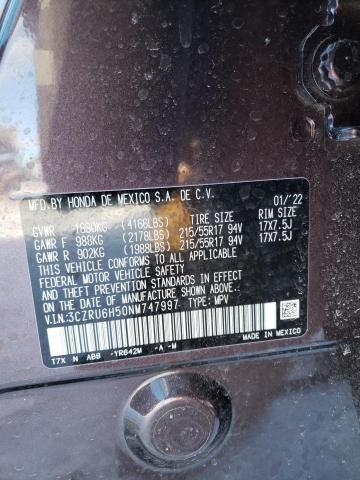 MFD.BY HONDA DE MEXICO S.A. DE C.V. 01/'22
GVWR 1890KG (4166LBS) TIRE SIZE RIM SIZE
GAWR F 988KG (2178LBS) 215/55R17 94V 17X7.5J
GAWR R 902KG (1988LBS) 215/55R17 94V 17X7.5J
THIS VEHICLE CONFORMS TO ALL APPLICABLE
FEDERAL MOTOR VEHICLE SAFETY AND THEFT
PREVENTION STANDARDS IN EFFECT ON THE
DATE OF MANUFACTURE SHOWN ABOVE.
V.I.N:3CZRU6H50NM747997 TYPE: MPV
T7X N ABB -YR642M -A -M MADE IN MEXICO